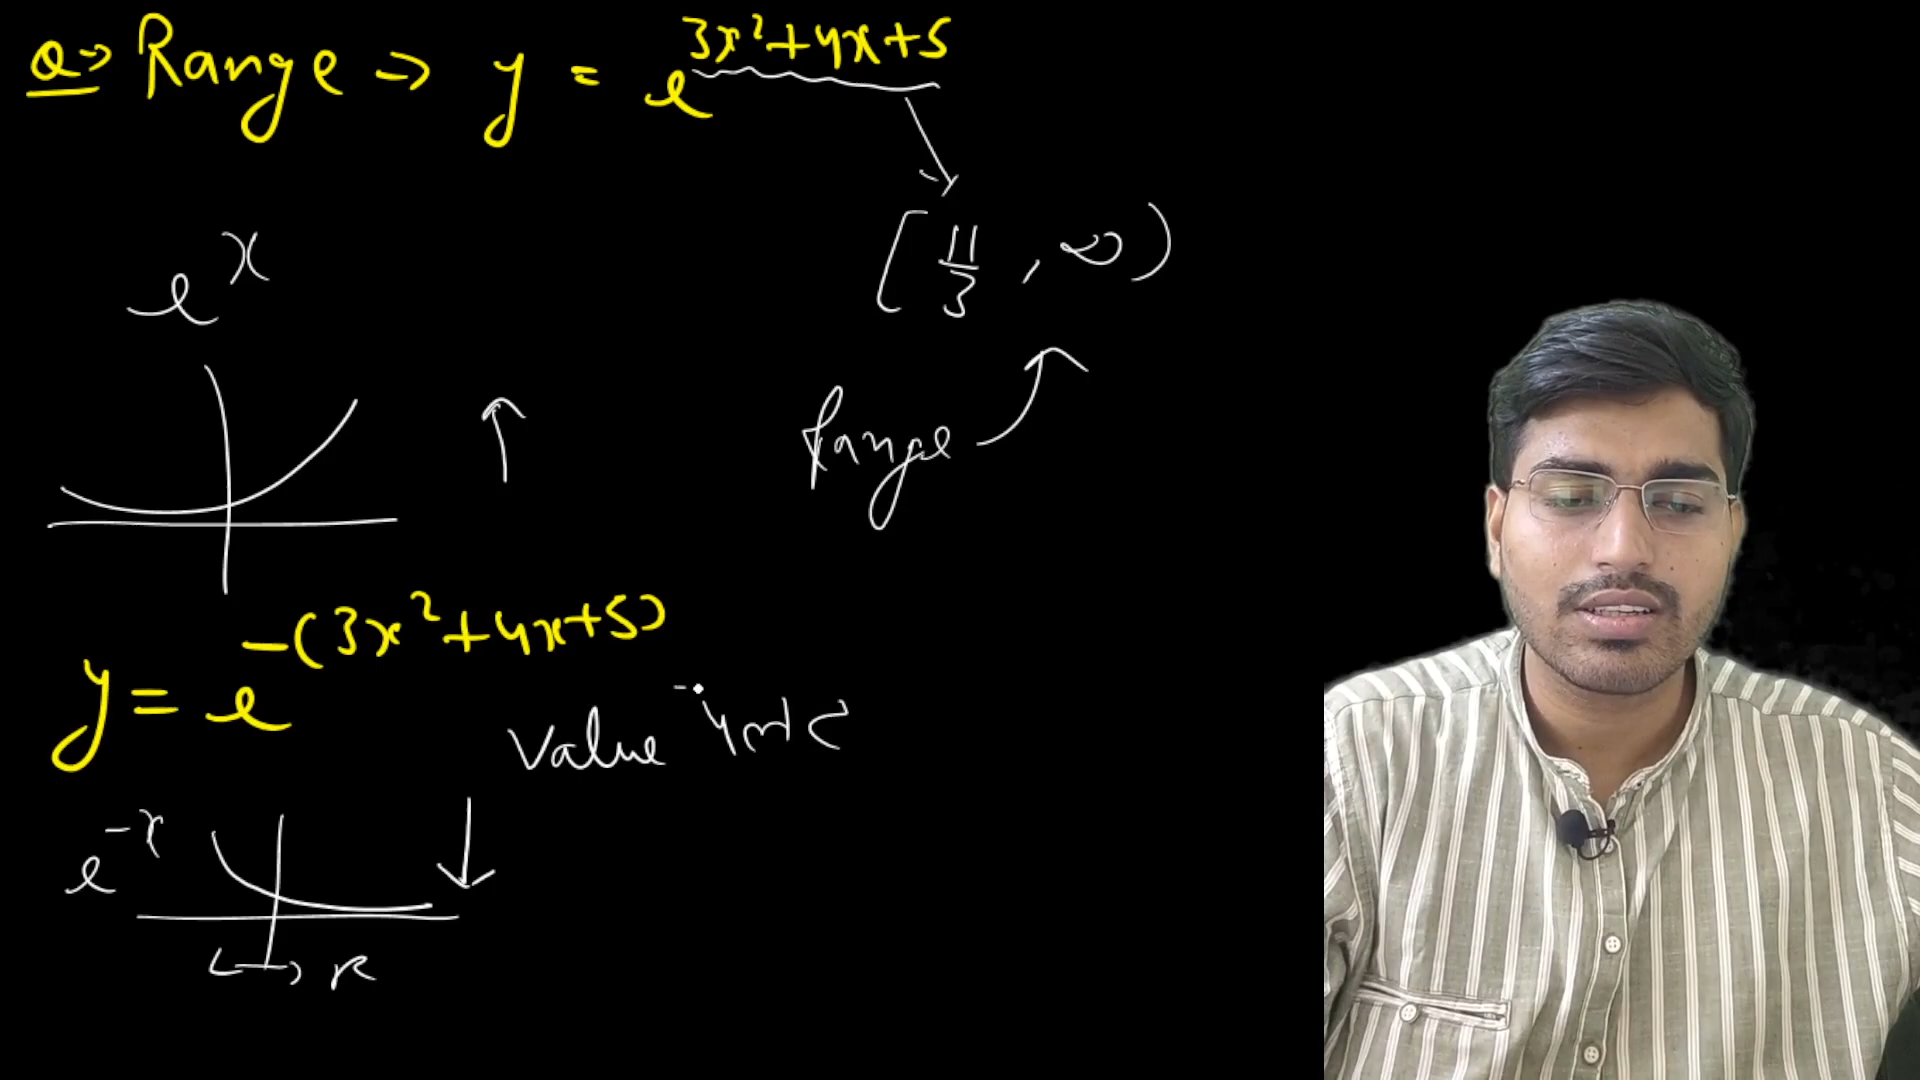 Q→ Range → y = e^{3x²+4x+5}
[11/3, ∞)
e^x
Range
y = e^{-(3x²+4x+5)}
Value
e^{-x}
R